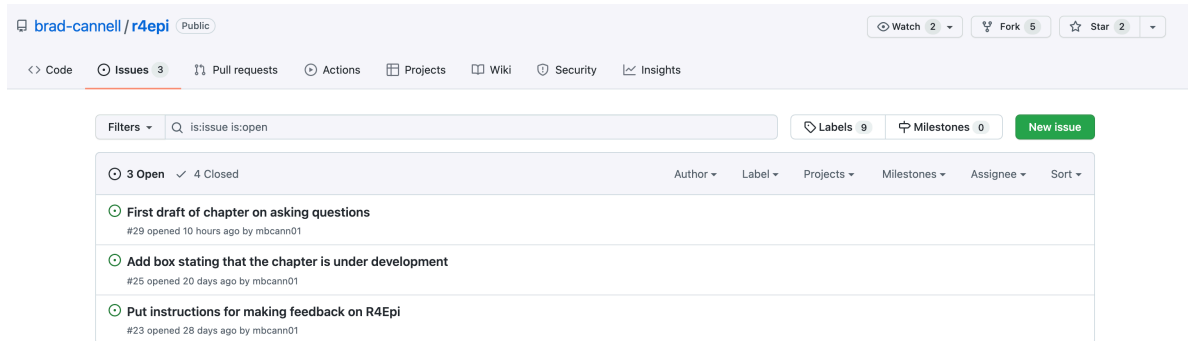 brad-cannell / r4epi Public Watch 2 Fork 5 Star 2
Code Issues 3 Pull requests Actions Projects Wiki Security Insights
Filters is:issue is:open Labels 9 Milestones 0 New issue
3 Open 4 Closed Author Label Projects Milestones Assignee Sort
First draft of chapter on asking questions
#29 opened 10 hours ago by mbcann01
Add box stating that the chapter is under development
#25 opened 20 days ago by mbcann01
Put instructions for making feedback on R4Epi
#23 opened 28 days ago by mbcann01